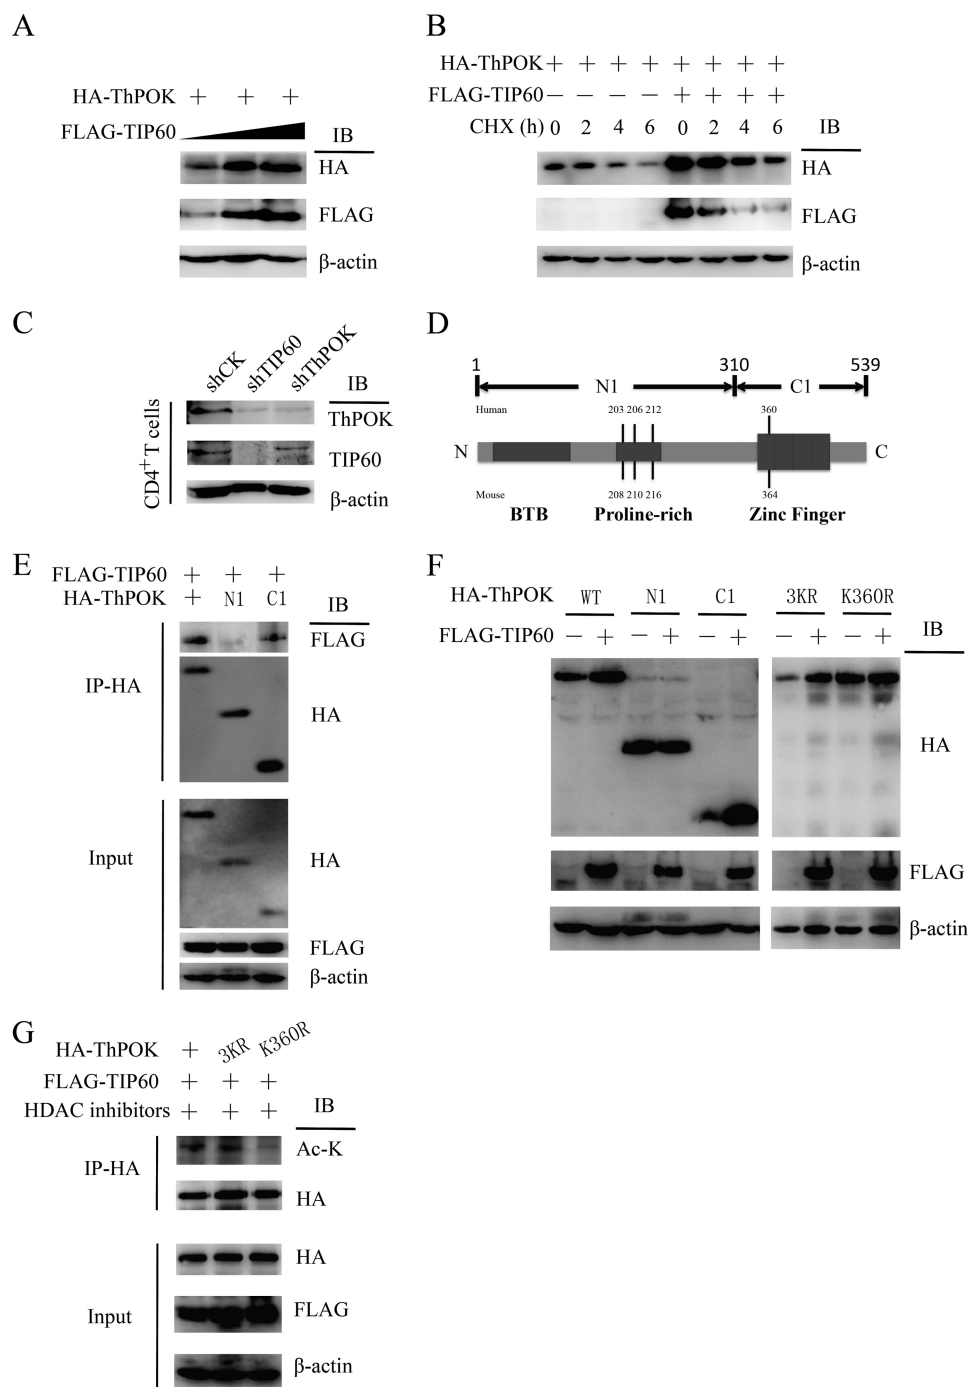 A
HA-ThPOK + + +
FLAG-TIP60 IB
HA
FLAG
β-actin
B
HA-ThPOK + + + + + + + +
FLAG-TIP60 — — — — + + + +
CHX (h) 0 2 4 6 0 2 4 6 IB
HA
FLAG
β-actin
C
shCK shTIP60 shThPOK
IB
CD4+ T cells
ThPOK
TIP60
β-actin
D
1 310 539
N1 C1
Human 203 206 212 360
N C
Mouse 208 210 216 364
BTB Proline-rich Zinc Finger
E
FLAG-TIP60 + + +
HA-ThPOK + N1 C1 IB
IP-HA
FLAG
HA
Input
HA
FLAG
β-actin
F
HA-ThPOK WT N1 C1 3KR K360R
FLAG-TIP60 — + — + — + — + — + IB
HA
FLAG
β-actin
G
HA-ThPOK + 3KR K360R
FLAG-TIP60 + + +
HDAC inhibitors + + + IB
IP-HA
Ac-K
HA
Input
HA
FLAG
β-actin